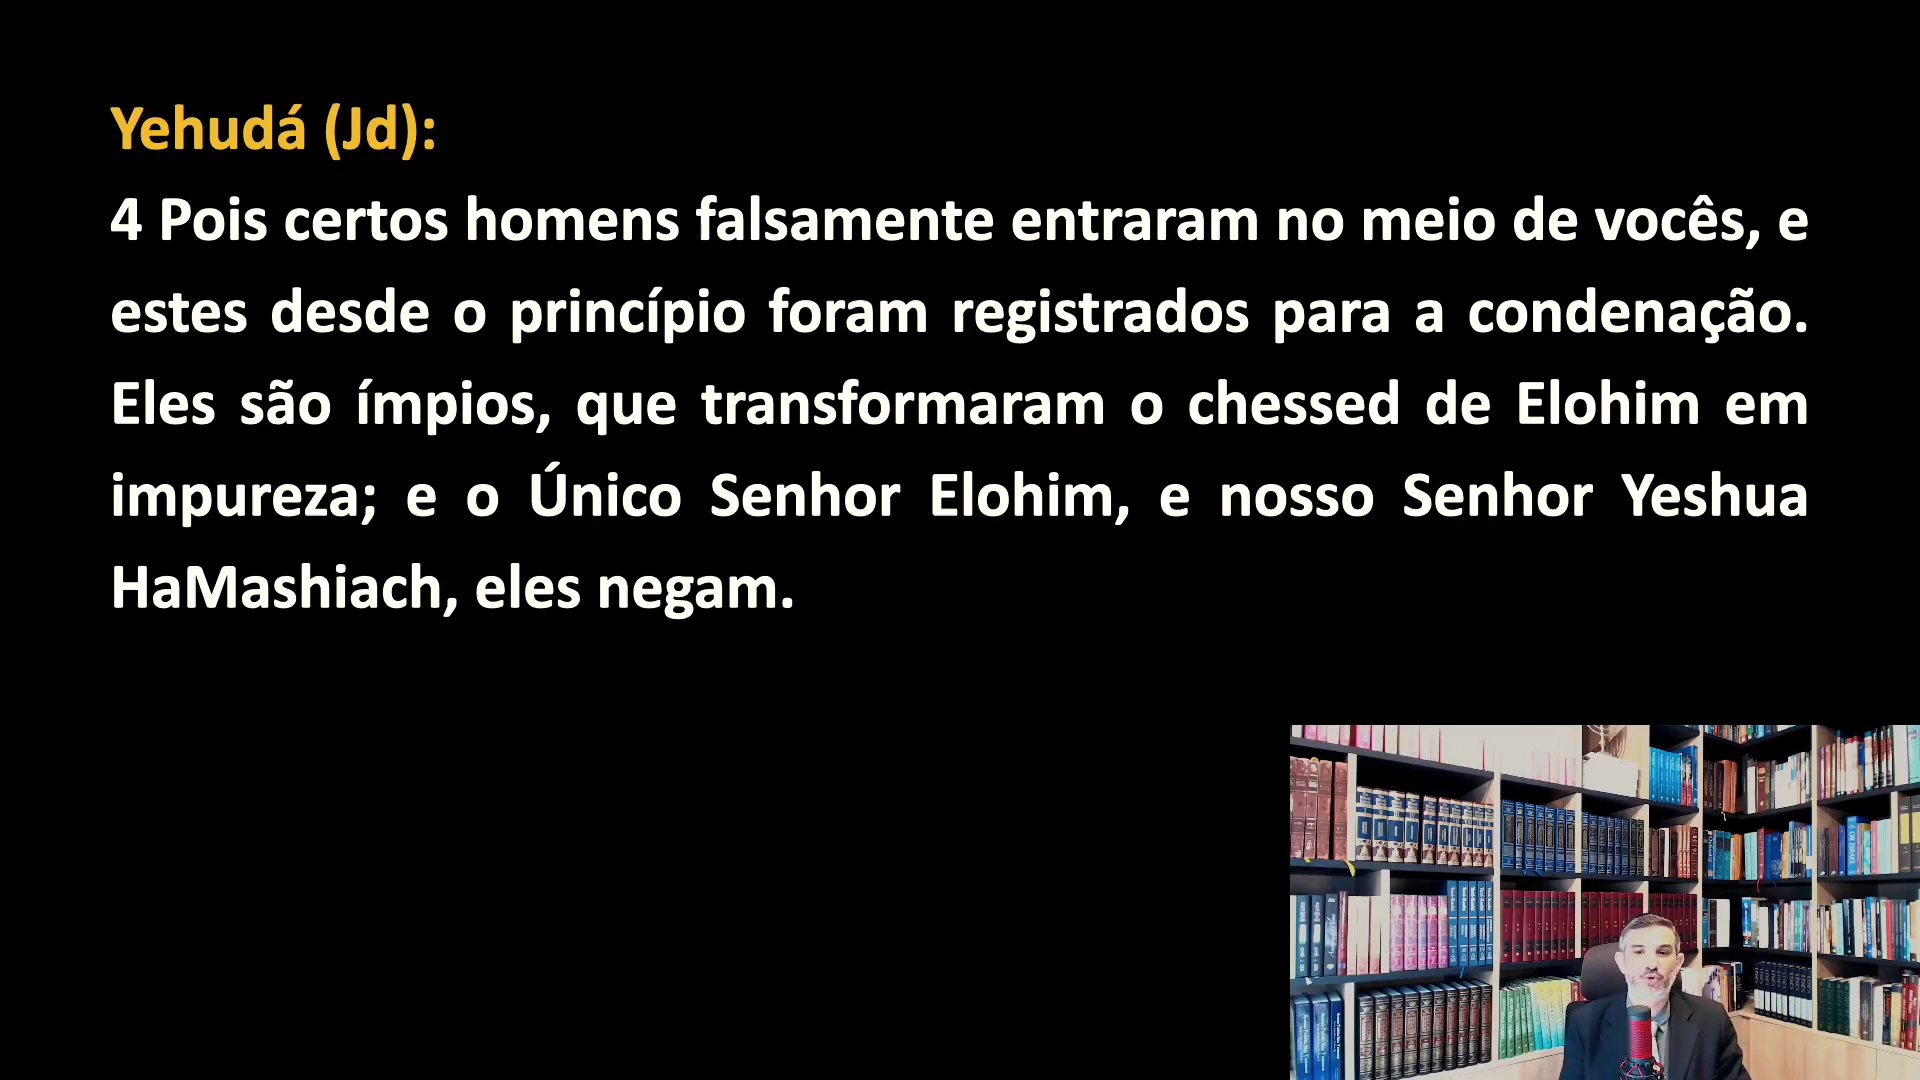 Yehudá (Jd):
4 Pois certos homens falsamente entraram no meio de vocês, e
estes desde o princípio foram registrados para a condenação.
Eles são ímpios, que transformaram o chessed de Elohim em
impureza; e o Único Senhor Elohim, e nosso Senhor Yeshua
HaMashiach, eles negam.